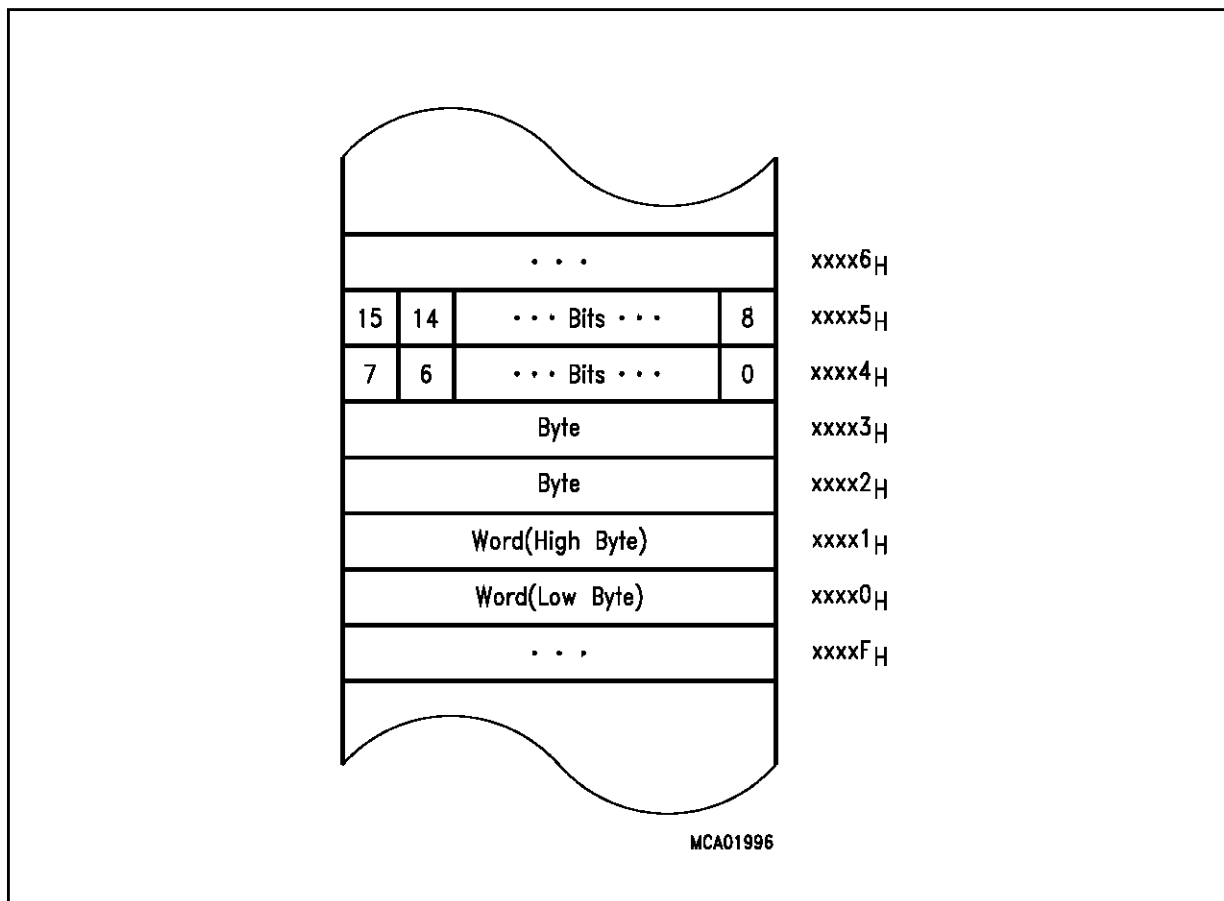 · · · xxxx6H
15 14 · · · Bits · · · 8 xxxx5H
7 6 · · · Bits · · · 0 xxxx4H
Byte xxxx3H
Byte xxxx2H
Word(High Byte) xxxx1H
Word(Low Byte) xxxx0H
· · · xxxxFH
MCA01996